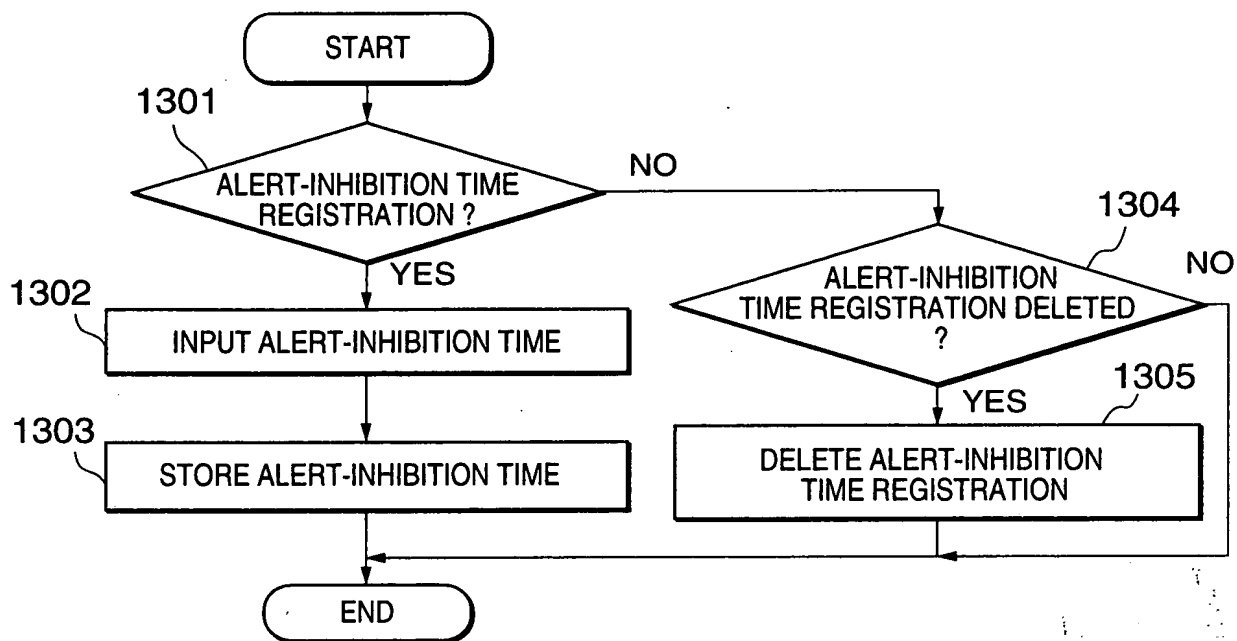 START
1301
ALERT-INHIBITION TIME
REGISTRATION ?
NO
YES
1302
INPUT ALERT-INHIBITION TIME
1303
STORE ALERT-INHIBITION TIME
1304
ALERT-INHIBITION
TIME REGISTRATION DELETED
?
NO
YES
1305
DELETE ALERT-INHIBITION
TIME REGISTRATION
END